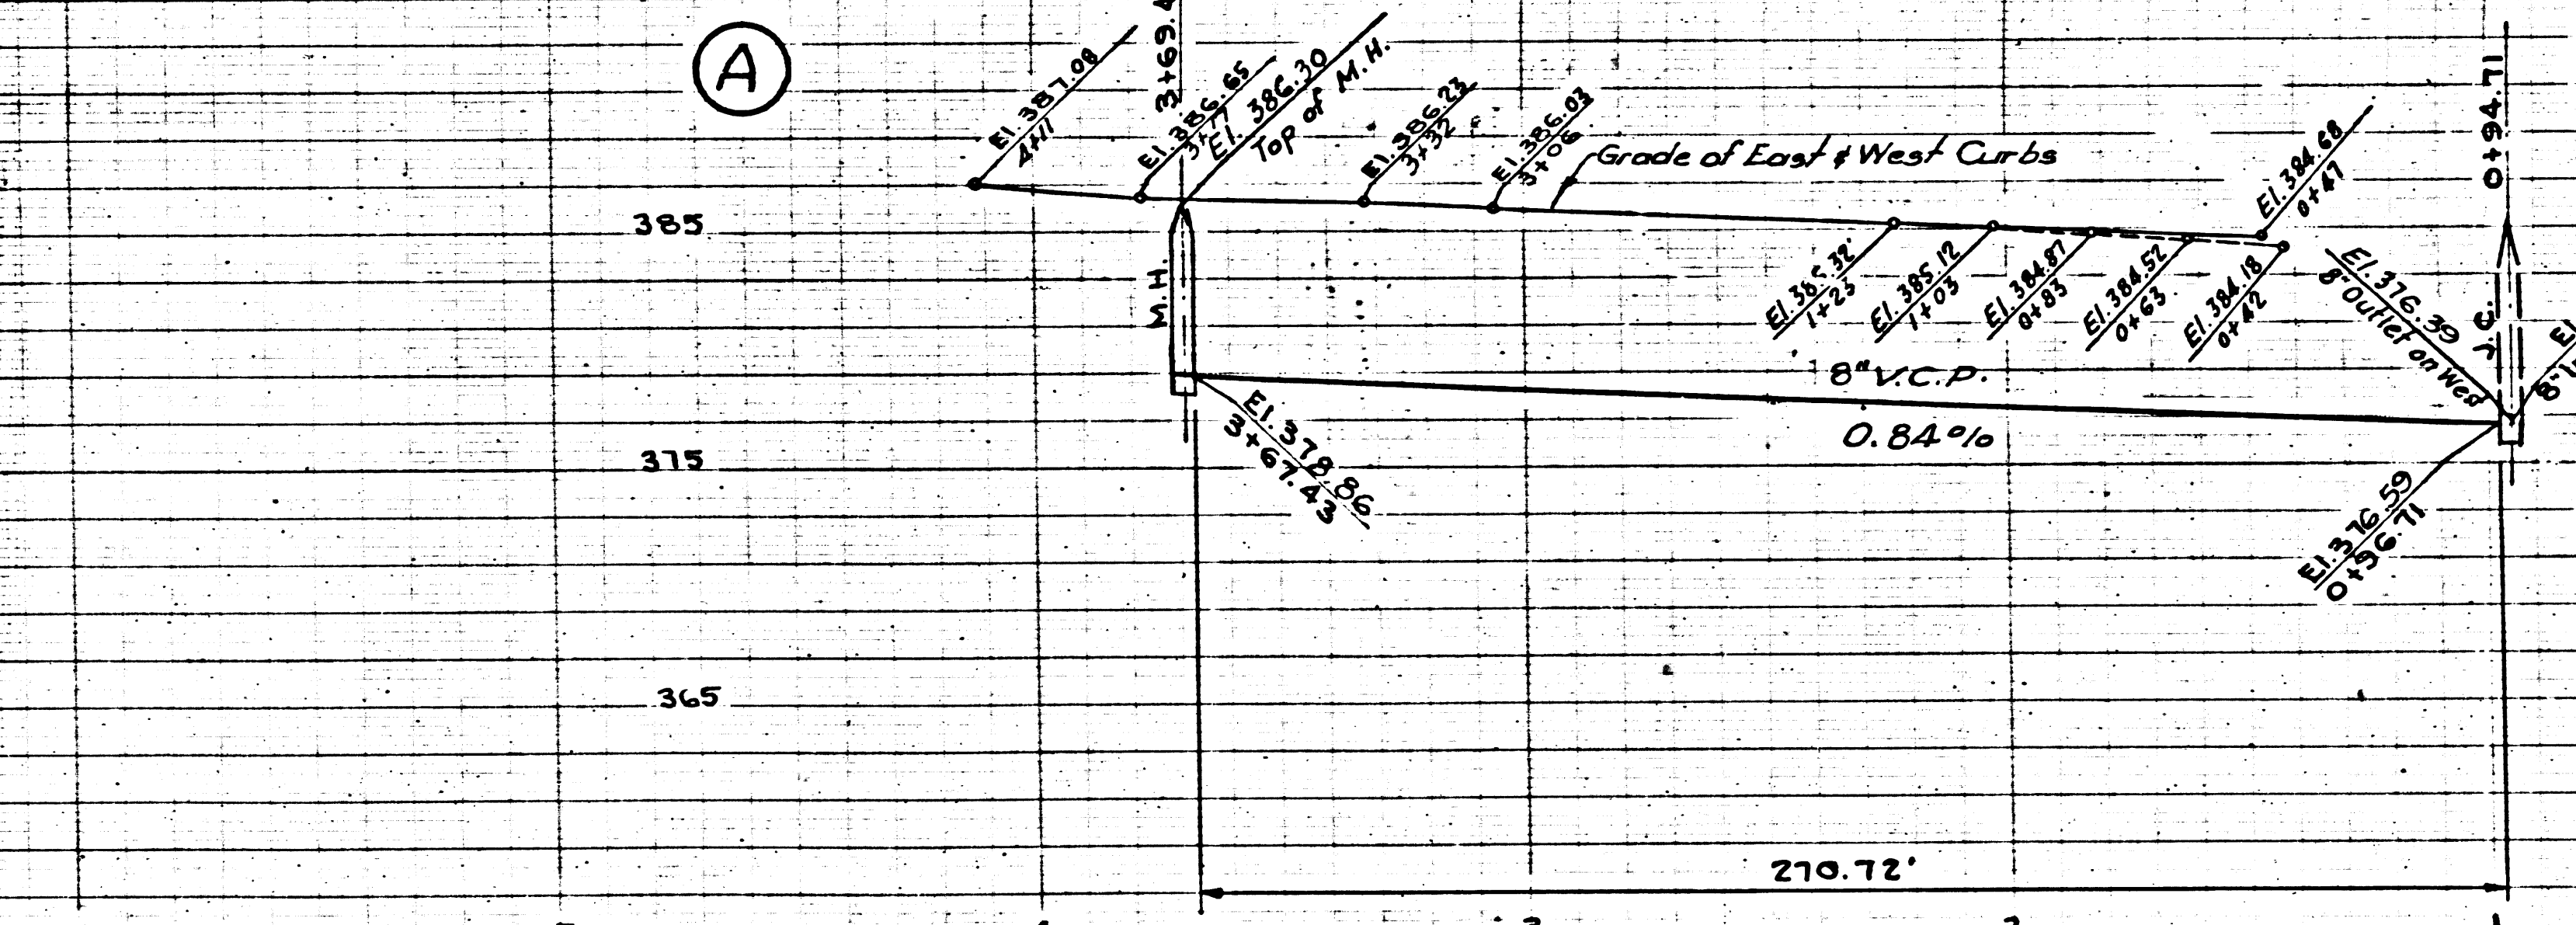 A
3+69.4
0+94.71
El. 387.08
4+11
El. 386.65
3+77
El. 386.30
Top of M.H.
El. 386.23
3+32
El. 386.03
3+06
Grade of East & West Curbs
El. 384.68
0+47
385
M.H.
El. 385.32'
1+23
El. 385.12
1+03
El. 384.87
0+83
El. 384.52
0+63
El. 384.18
0+42
El. 376.39
8" Outlet on West
El
8"
8" V.C.P.
0.84%
375
El. 378.86
3+67.43
El. 376.59
0+96.71
365
270.72'